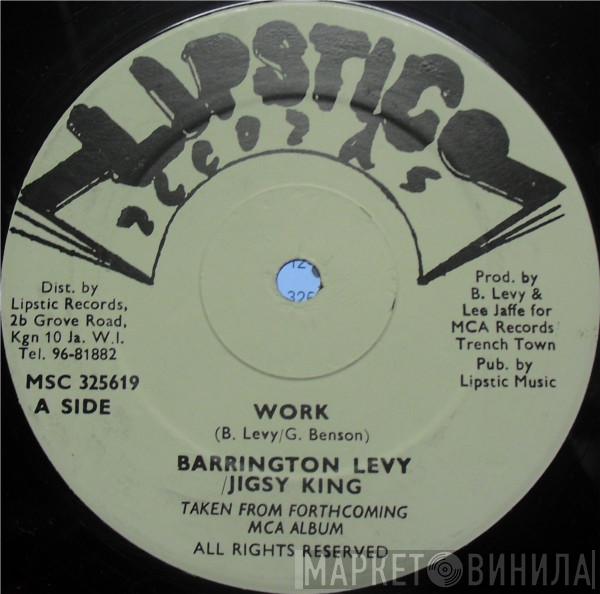 LIPSTIC
RECORDS
Dist. by
Lipstic Records,
2b Grove Road,
Kgn 10 Ja. W.I.
Tel. 96-81882
MSC 325619
A SIDE
Prod. by
B. Levy &
Lee Jaffe for
MCA Records
Trench Town
Pub. by
Lipstic Music
WORK
(B. Levy/G. Benson)
BARRINGTON LEVY
/JIGSY KING
TAKEN FROM FORTHCOMING
MCA ALBUM
ALL RIGHTS RESERVED
МАРКЕТ ВИНИЛА